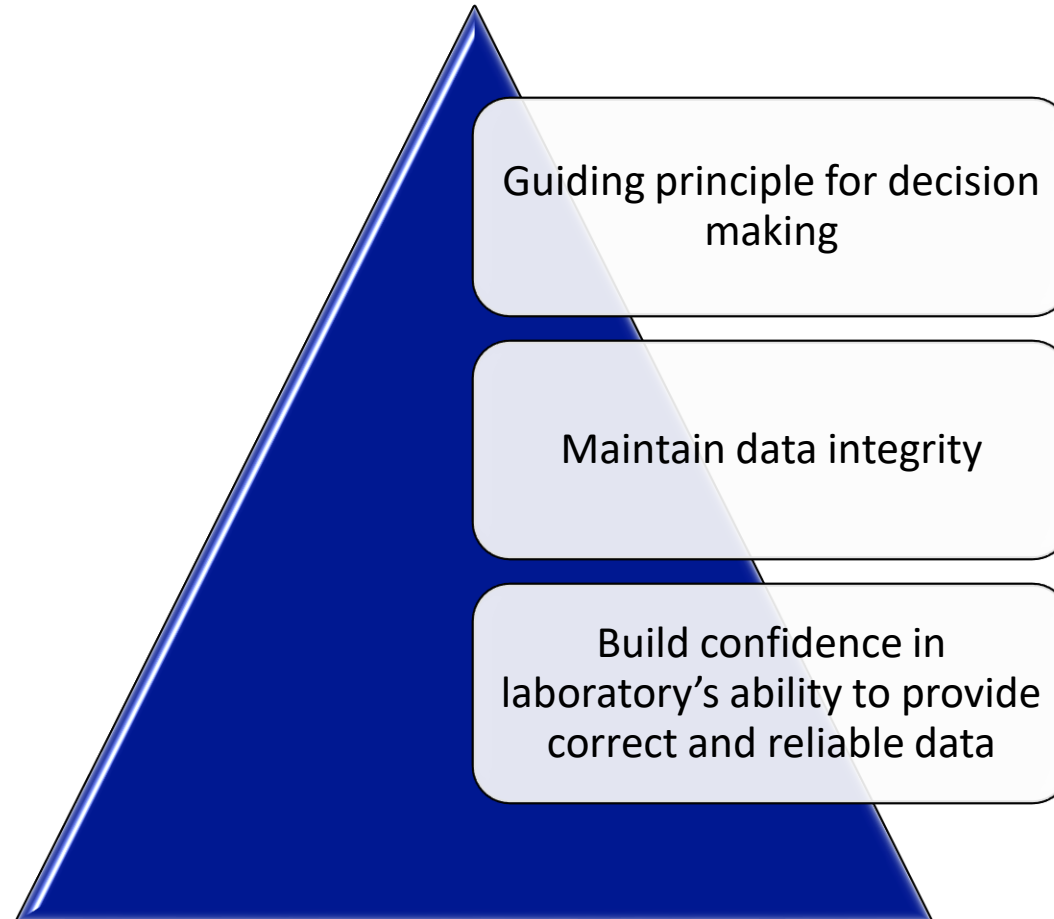 Guiding principle for decision
making
Maintain data integrity
Build confidence in
laboratory’s ability to provide
correct and reliable data